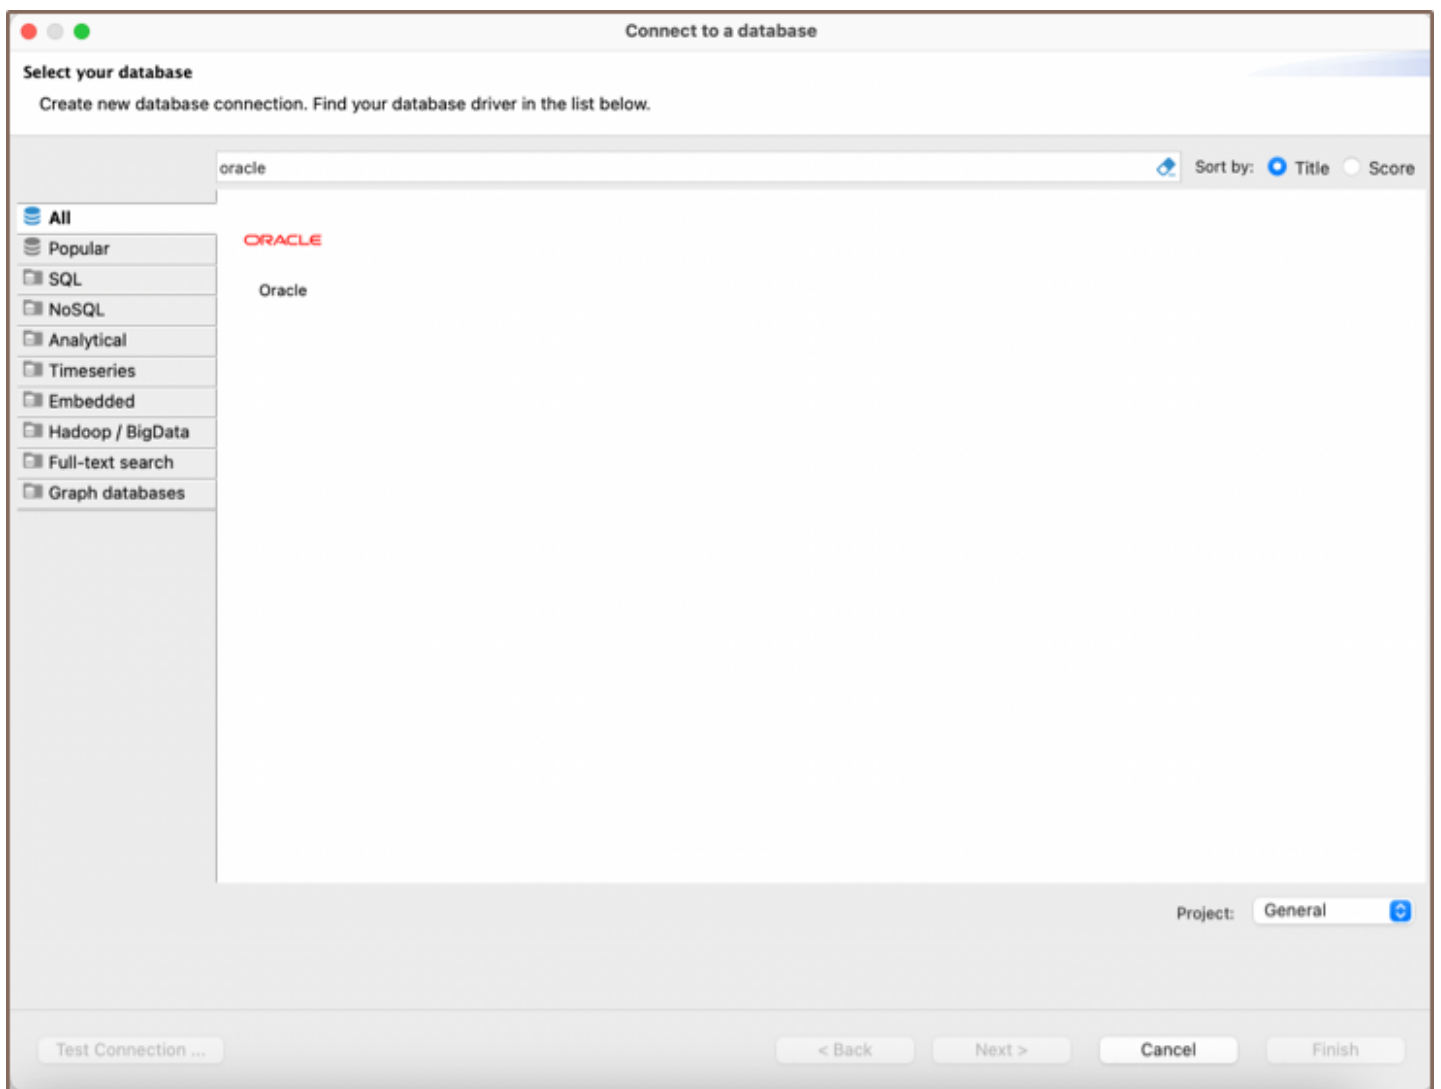 Connect to a database
Select your database
Create new database connection. Find your database driver in the list below.
oracle
Sort by: Title Score
All
Popular
SQL
NoSQL
Analytical
Timeseries
Embedded
Hadoop / BigData
Full-text search
Graph databases
ORACLE
Oracle
Project: General
Test Connection ...
< Back
Next >
Cancel
Finish